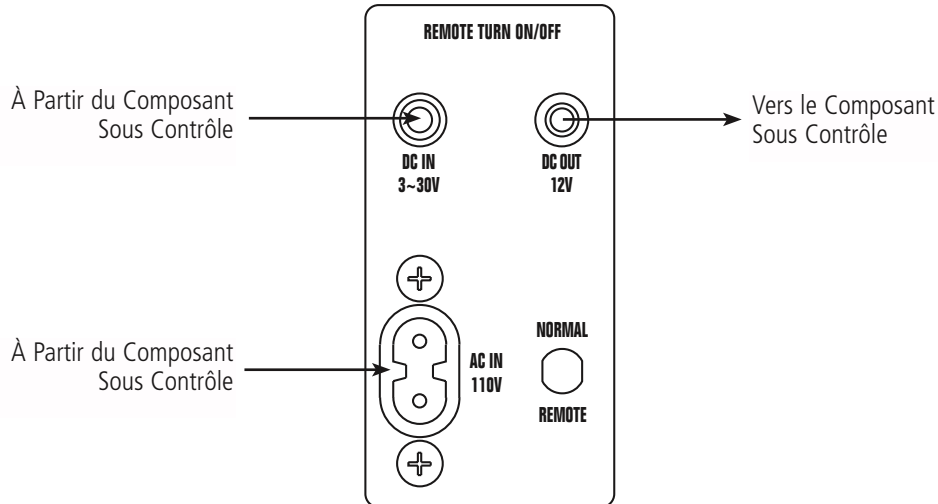 REMOTE TURN ON/OFF
À Partir du Composant
Sous Contrôle
Vers le Composant
Sous Contrôle
DC IN
3~30V
DC OUT
12V
À Partir du Composant
Sous Contrôle
AC IN
110V
NORMAL
REMOTE